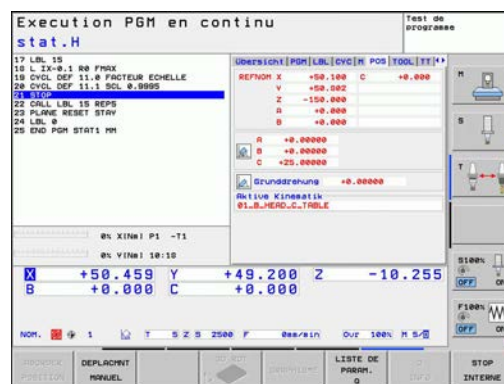 Execution PGM en continu
Test de programme
stat.H
17 LBL 15
18 L IX-0.1 R0 FMAX
19 CYCL DEF 11.0 FACTEUR ECHELLE
20 CYCL DEF 11.1 SCL 0.9995
21 STOP
22 CALL LBL 15 REP5
23 PLANE RESET STAY
24 LBL 0
25 END PGM STAT1 MM
Übersicht PGM LBL CYC M POS TOOL TT
REFNOM X +50.100 C +0.000
Y +50.002
Z -150.000
A +0.000
B +0.000
A +0.00000
B +0.00000
C +25.00000
Grunddrehung +0.00000
Aktive Kinematik
01_B_HEAD_C_TABLE
0% X[Nm] P1 -T1
0% Y[Nm] 10:10
X +50.459 Y +49.200 Z -10.255
B +0.000 C +0.000
NOM. 1 T 5 Z S 2500 F 0mm/min Ovr 100% M 5/
M
S
T
S100%
OFF ON
F100%
OFF ON
DEPLACMNT MANUEL
3D ROT
LISTE DE PARAM. Q
STOP INTERNE